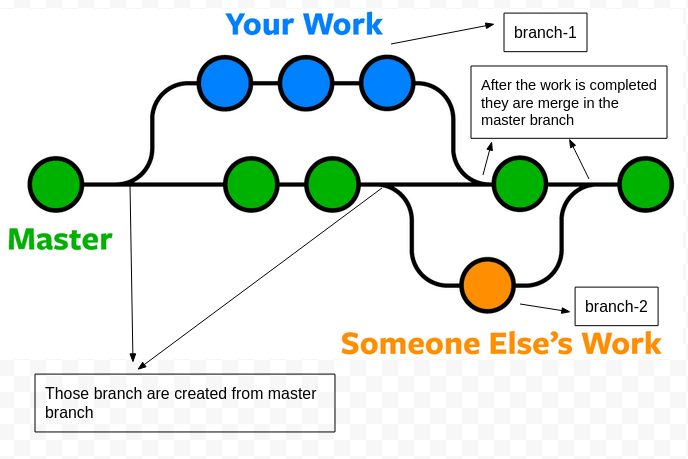 Your Work
branch-1
After the work is completed
they are merge in the
master branch
Master
branch-2
Someone Else's Work
Those branch are created from master
branch